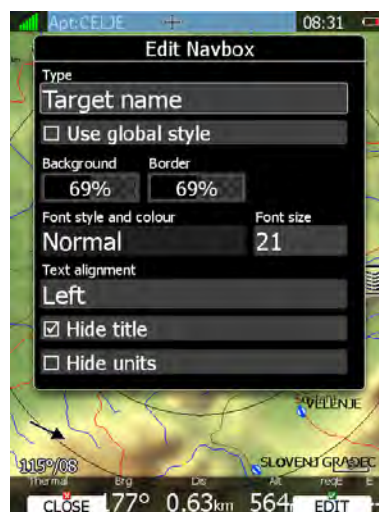 Apt:CELJE 08:31
Edit Navbox
Type
Target name
Use global style
Background Border
69% 69%
Font style and colour Font size
Normal 21
Text alignment
Left
Hide title
Hide units
VELENJE
SLOVENJ GRADEC
115°/08
Thermal Brg Dis Alt reqE E
CLOSE 77° 0.63km 564 EDIT